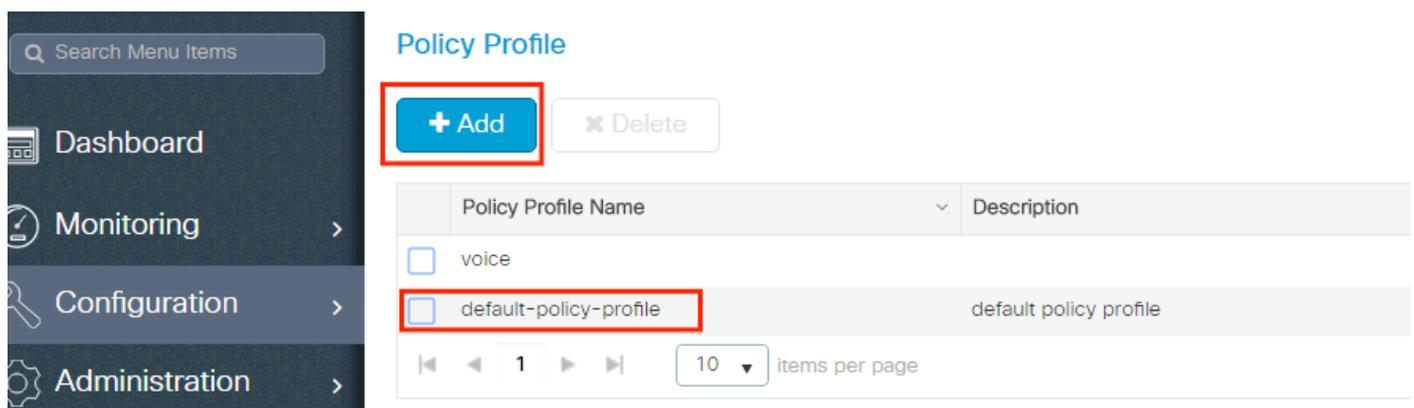 Search Menu Items
Dashboard
Monitoring
Configuration
Administration
Policy Profile
+ Add
✖ Delete
Policy Profile Name
Description
voice
default-policy-profile
default policy profile
1
10
items per page